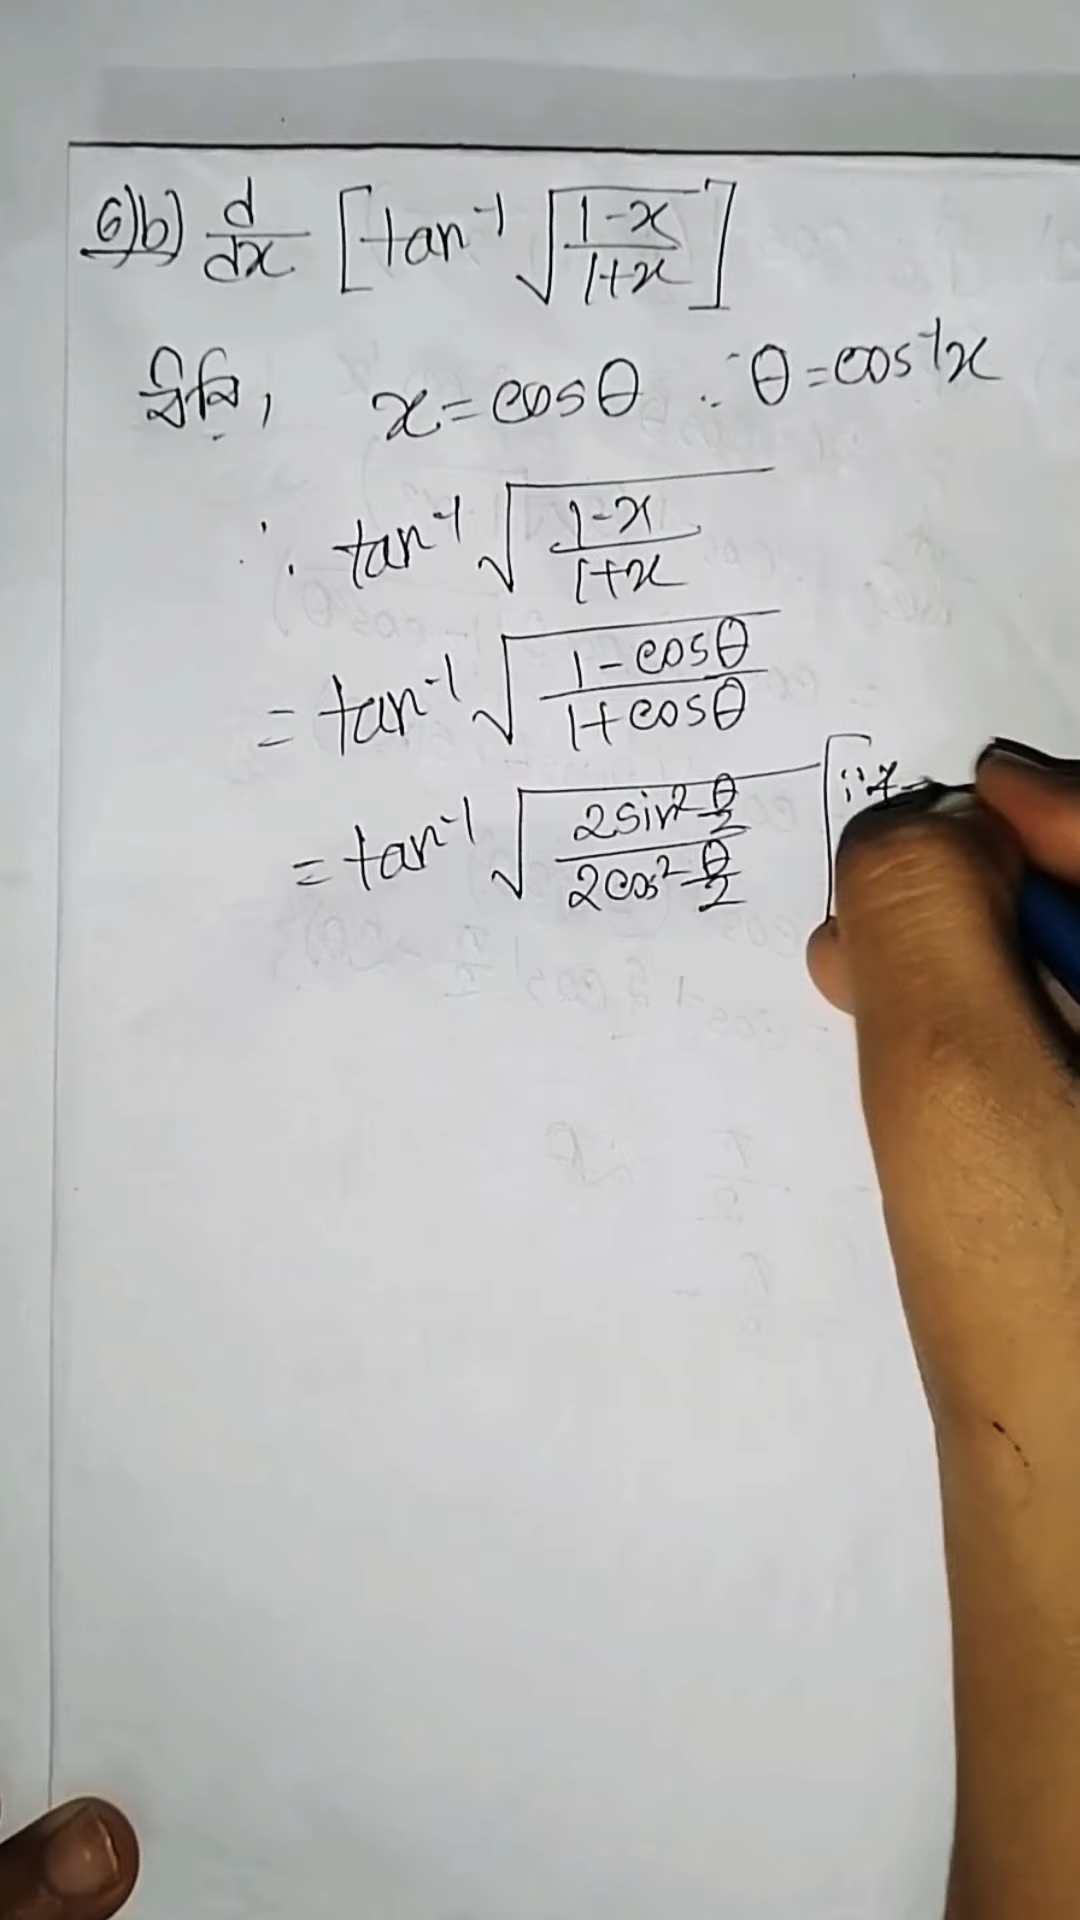 6)b) d/dx [tan⁻¹ √((1-x)/(1+x))]
ধরি, x = cosθ ∴ θ = cos⁻¹x
∴ tan⁻¹ √((1-x)/(1+x))
= tan⁻¹ √((1-cosθ)/(1+cosθ))
= tan⁻¹ √((2sin² θ/2)/(2cos² θ/2)) [∵ 1-